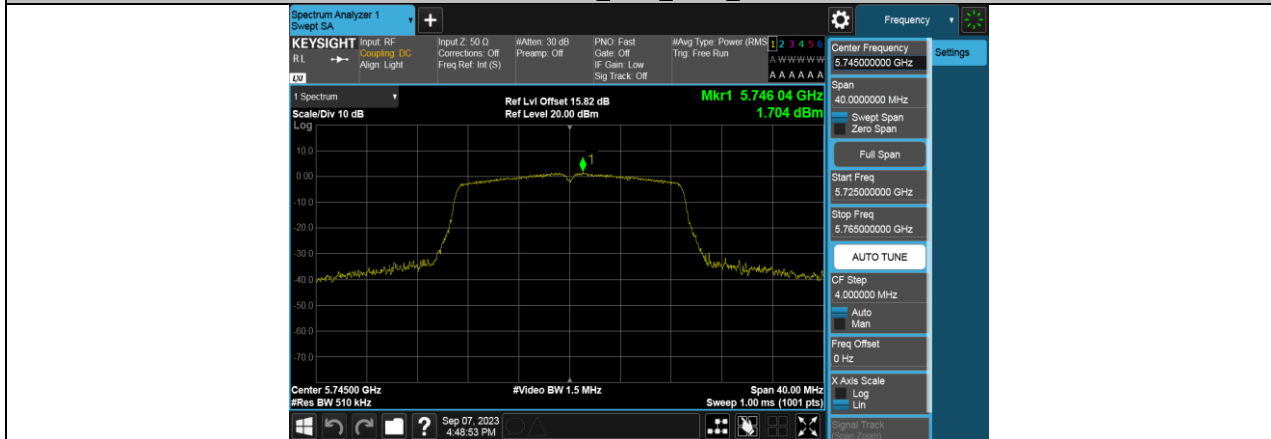 Spectrum Analyzer 1
Swept SA
Frequency
KEYSIGHT
RL
LXI
Input: RF
Coupling: DC
Align: Light
Input Z: 50 Ω
Corrections: Off
Freq Ref: Int (S)
#Atten: 30 dB
Preamp: Off
PNO: Fast
Gate: Off
IF Gain: Low
Sig Track: Off
#Avg Type: Power (RMS
Trig: Free Run
1 2 3 4 5 6
A W W W W W
A A A A A A
1 Spectrum
Scale/Div 10 dB
Ref Lvl Offset 15.82 dB
Ref Level 20.00 dBm
Mkr1 5.746 04 GHz
1.704 dBm
Log
10.0
0.00
-10.0
-20.0
-30.0
-40.0
-50.0
-60.0
-70.0
1
Center 5.74500 GHz
#Res BW 510 kHz
#Video BW 1.5 MHz
Span 40.00 MHz
Sweep 1.00 ms (1001 pts)
Center Frequency
5.745000000 GHz
Settings
Span
40.0000000 MHz
Swept Span
Zero Span
Full Span
Start Freq
5.725000000 GHz
Stop Freq
5.765000000 GHz
AUTO TUNE
CF Step
4.000000 MHz
Auto
Man
Freq Offset
0 Hz
X Axis Scale
Log
Lin
Signal Track
(Span Zoom)
?
Sep 07, 2023
4:48:53 PM